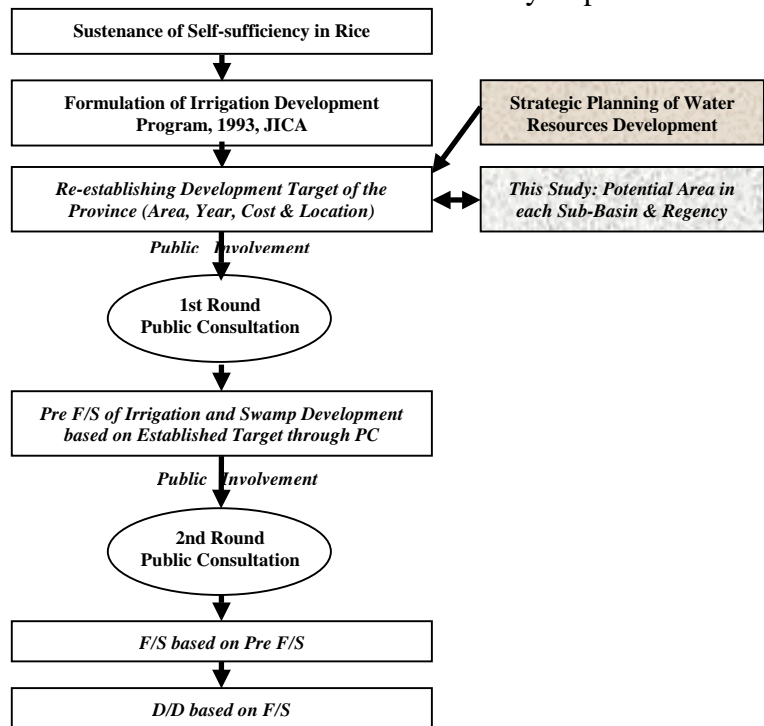 Sustenance of Self-sufficiency in Rice
Formulation of Irrigation Development
Program, 1993, JICA
Strategic Planning of Water
Resources Development
Re-establishing Development Target of the
Province (Area, Year, Cost & Location)
This Study: Potential Area in
each Sub-Basin & Regency
Public Involvement
1st Round
Public Consultation
Pre F/S of Irrigation and Swamp Development
based on Established Target through PC
Public Involvement
2nd Round
Public Consultation
F/S based on Pre F/S
D/D based on F/S